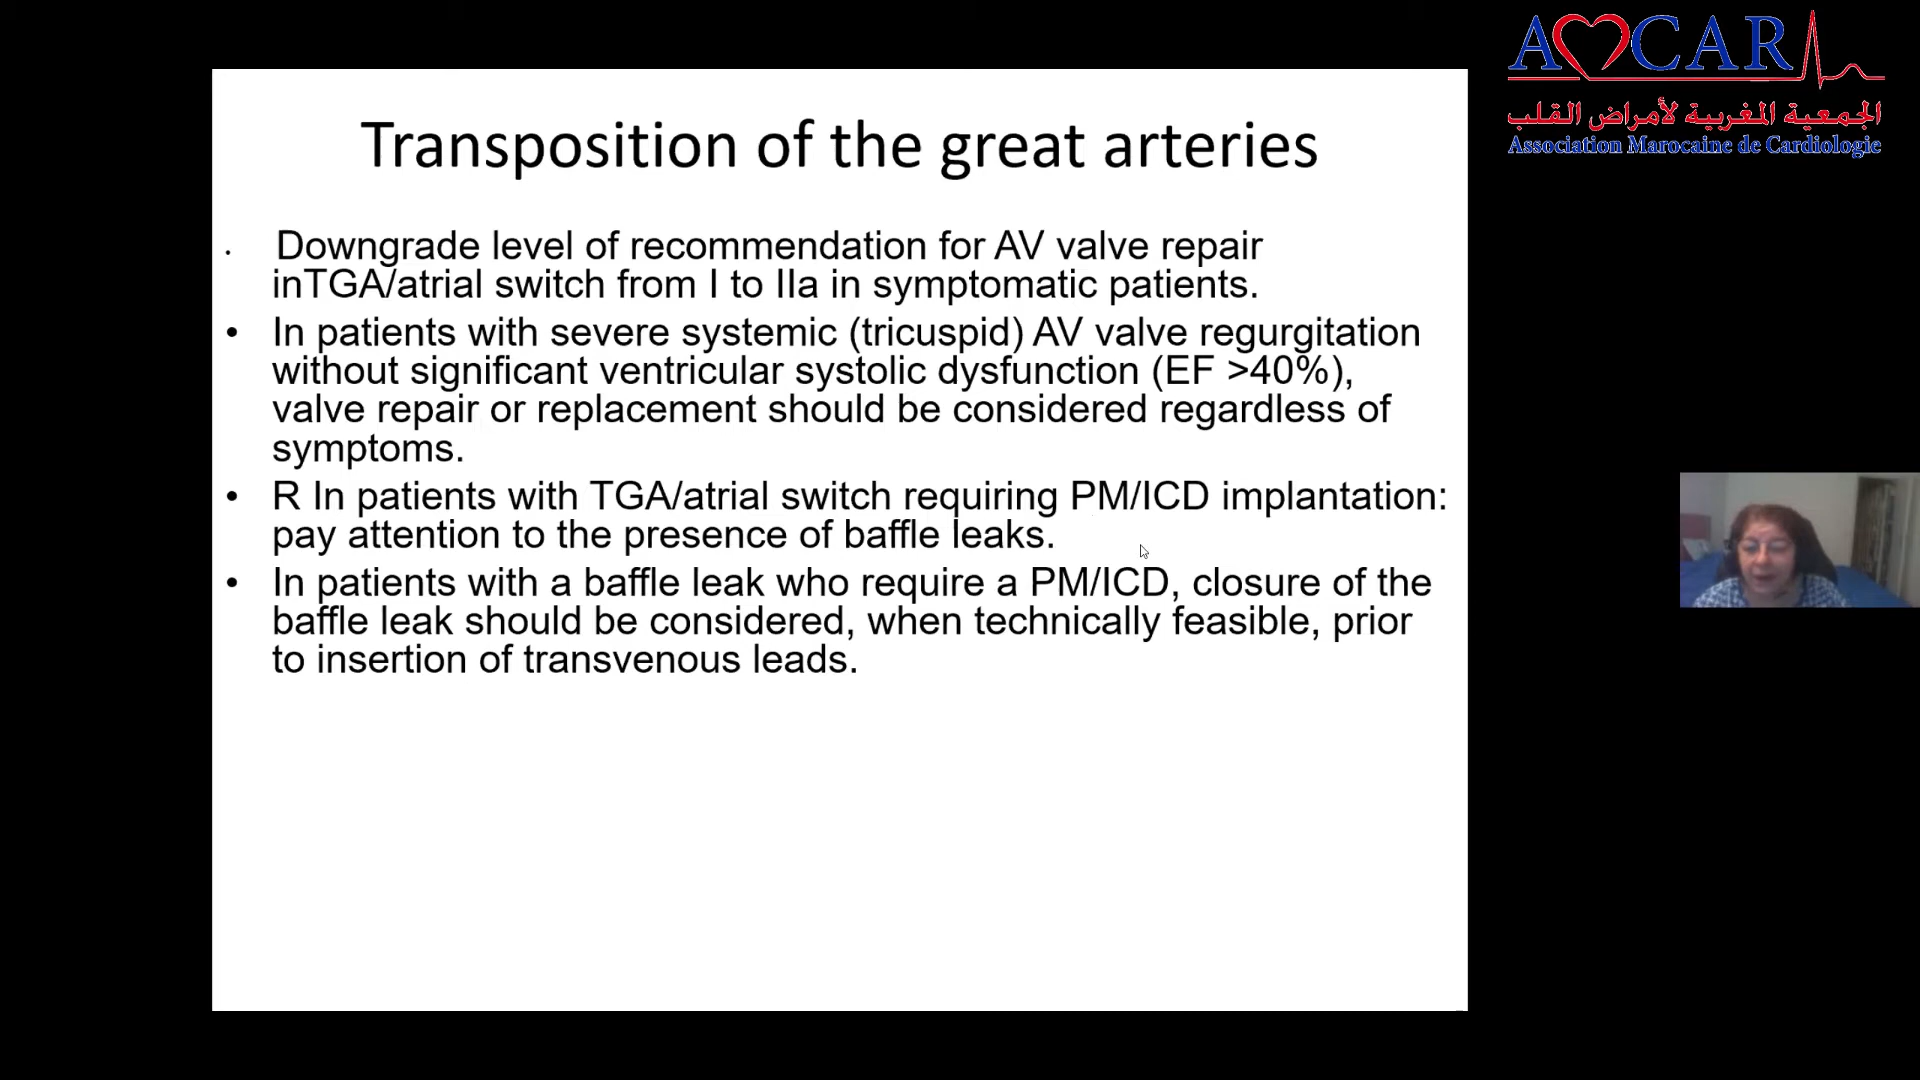 Transposition of the great arteries
· Downgrade level of recommendation for AV valve repair
inTGA/atrial switch from I to IIa in symptomatic patients.
• In patients with severe systemic (tricuspid) AV valve regurgitation
without significant ventricular systolic dysfunction (EF >40%),
valve repair or replacement should be considered regardless of
symptoms.
• R In patients with TGA/atrial switch requiring PM/ICD implantation:
pay attention to the presence of baffle leaks.
• In patients with a baffle leak who require a PM/ICD, closure of the
baffle leak should be considered, when technically feasible, prior
to insertion of transvenous leads.
AMCAR
الجمعية المغربية لأمراض القلب
Association Marocaine de Cardiologie